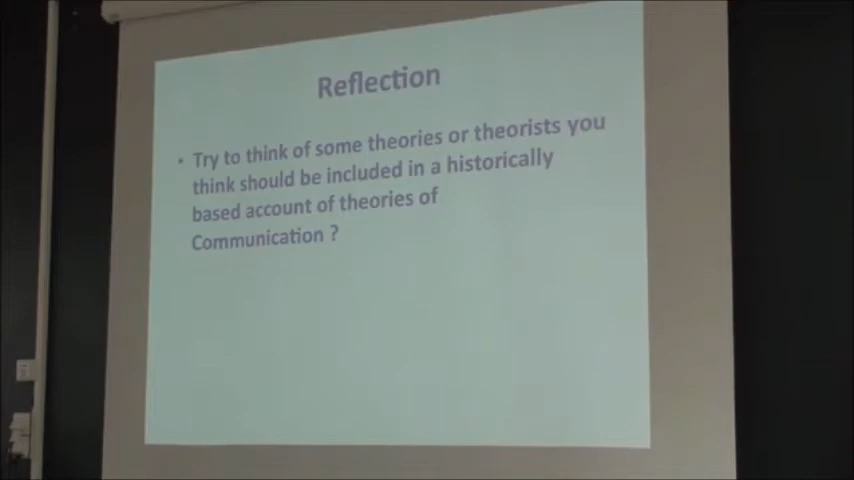 Reflection
• Try to think of some theories or theorists you
think should be included in a historically
based account of theories of
Communication ?